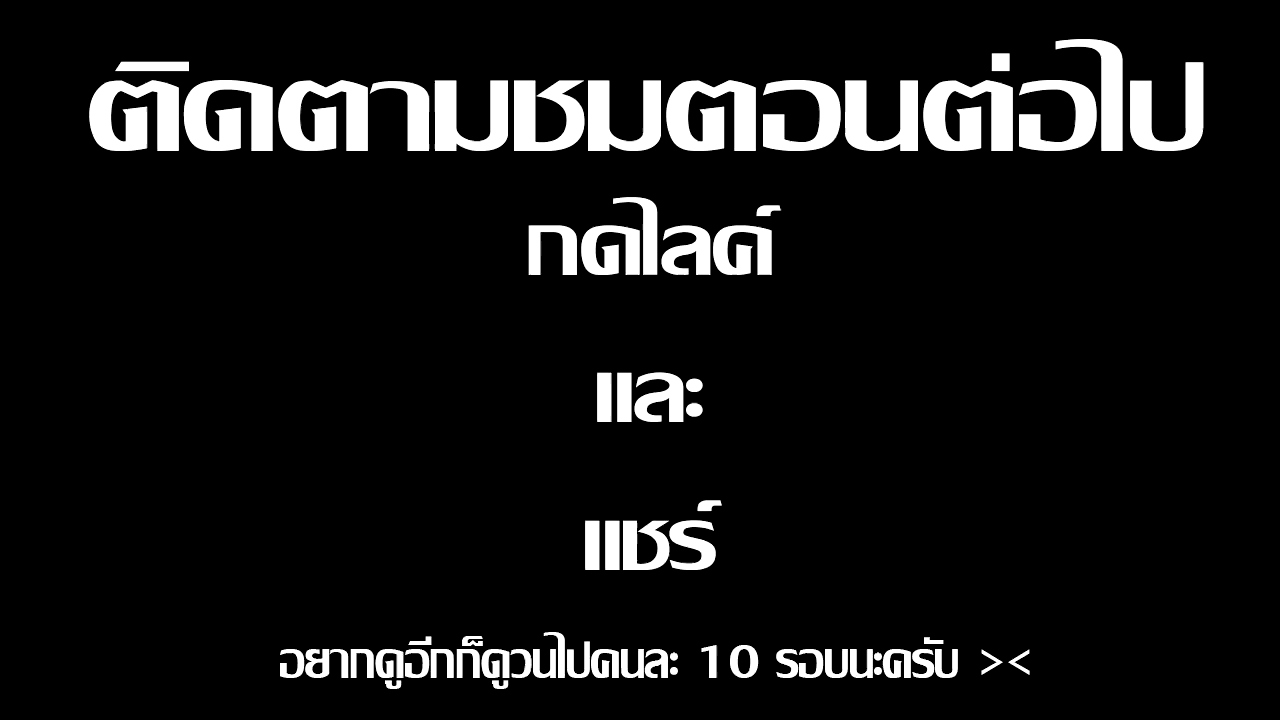 ติดตามชมตอนต่อไป
กดไลค์
และ
แชร์
อยากดูอีกก็ดูวนไปคนละ 10 รอบนะครับ ><